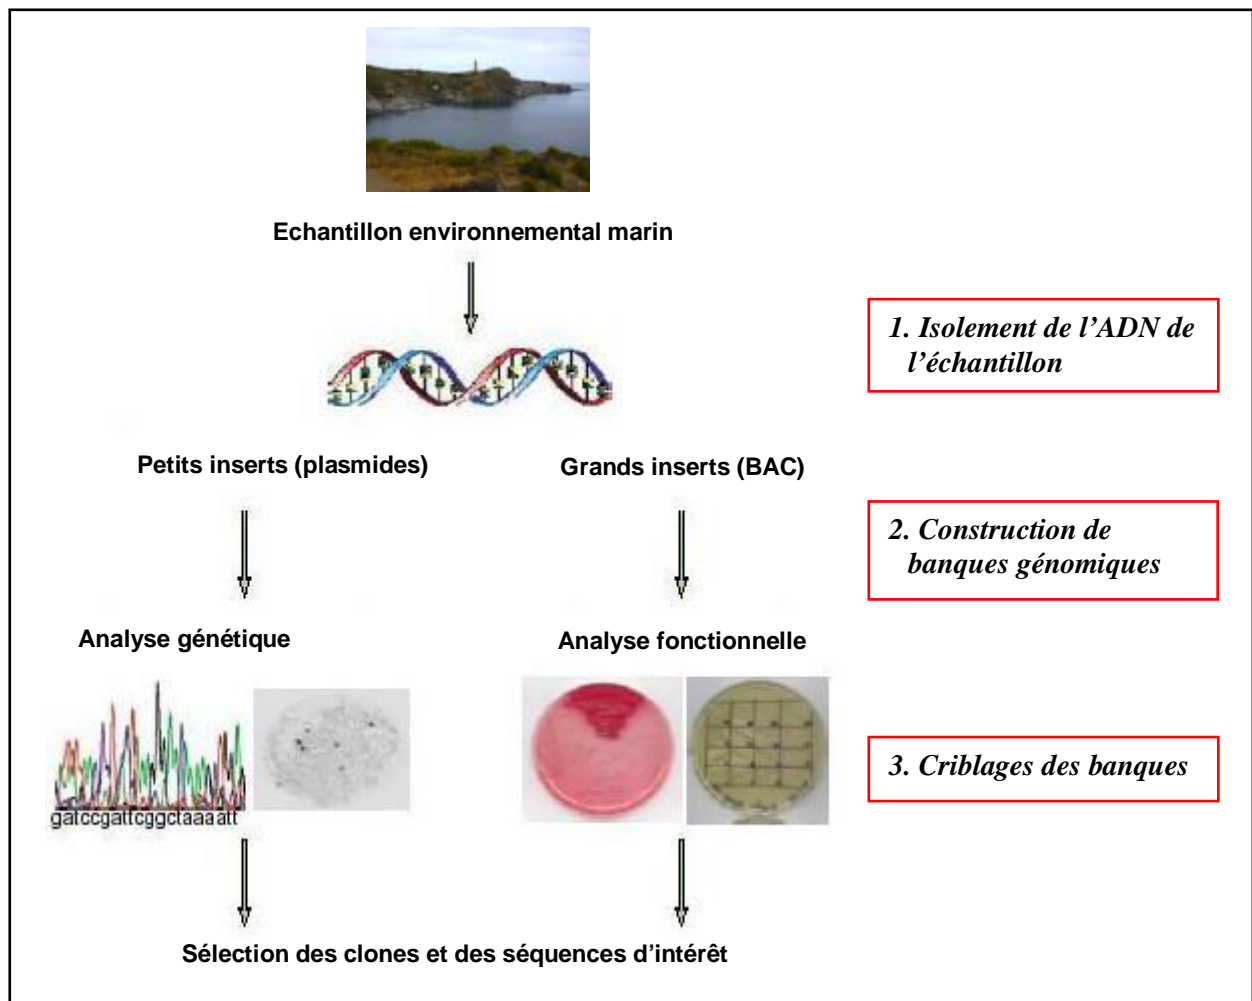 Echantillon environnemental marin
1. Isolement de l'ADN de
l'échantillon
Petits inserts (plasmides)
Grands inserts (BAC)
2. Construction de
banques génomiques
Analyse génétique
Analyse fonctionnelle
3. Criblages des banques
gatccgattcggctaaaatt
Sélection des clones et des séquences d'intérêt